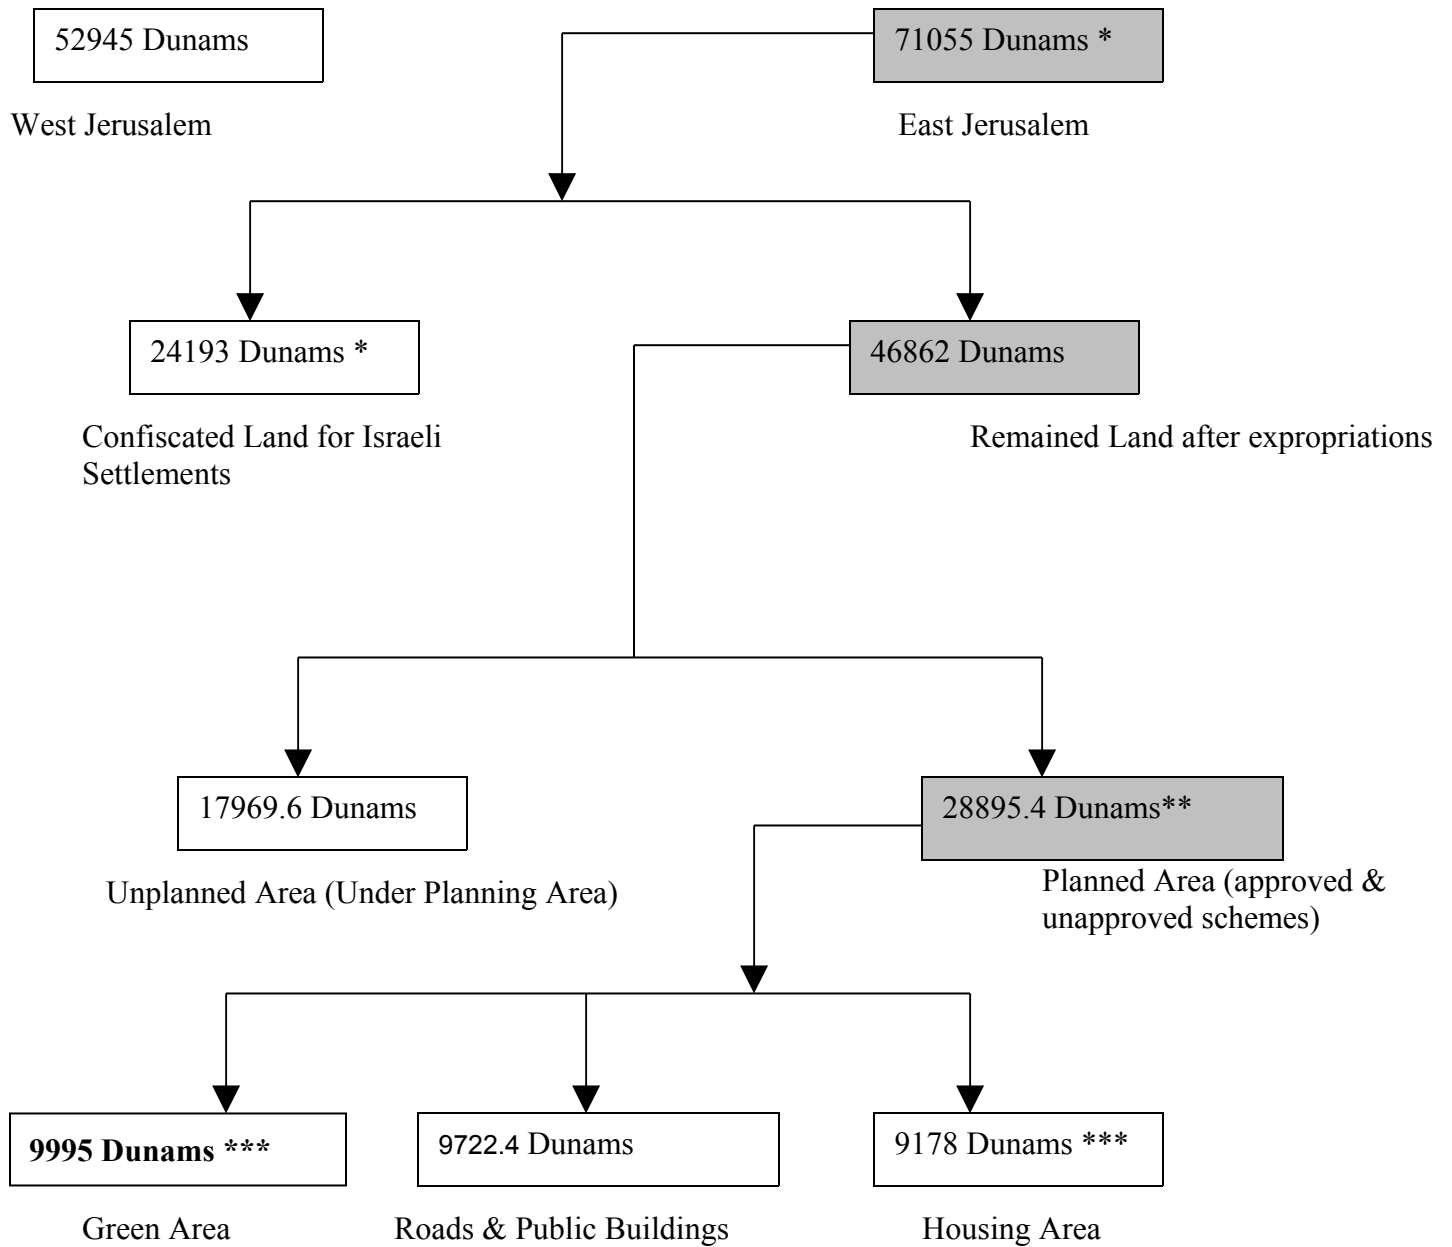 52945 Dunams
71055 Dunams *
West Jerusalem
East Jerusalem
24193 Dunams *
46862 Dunams
Confiscated Land for Israeli
Settlements
Remained Land after expropriations
17969.6 Dunams
28895.4 Dunams**
Unplanned Area (Under Planning Area)
Planned Area (approved &
unapproved schemes)
9995 Dunams ***
9722.4 Dunams
9178 Dunams ***
Green Area
Roads & Public Buildings
Housing Area